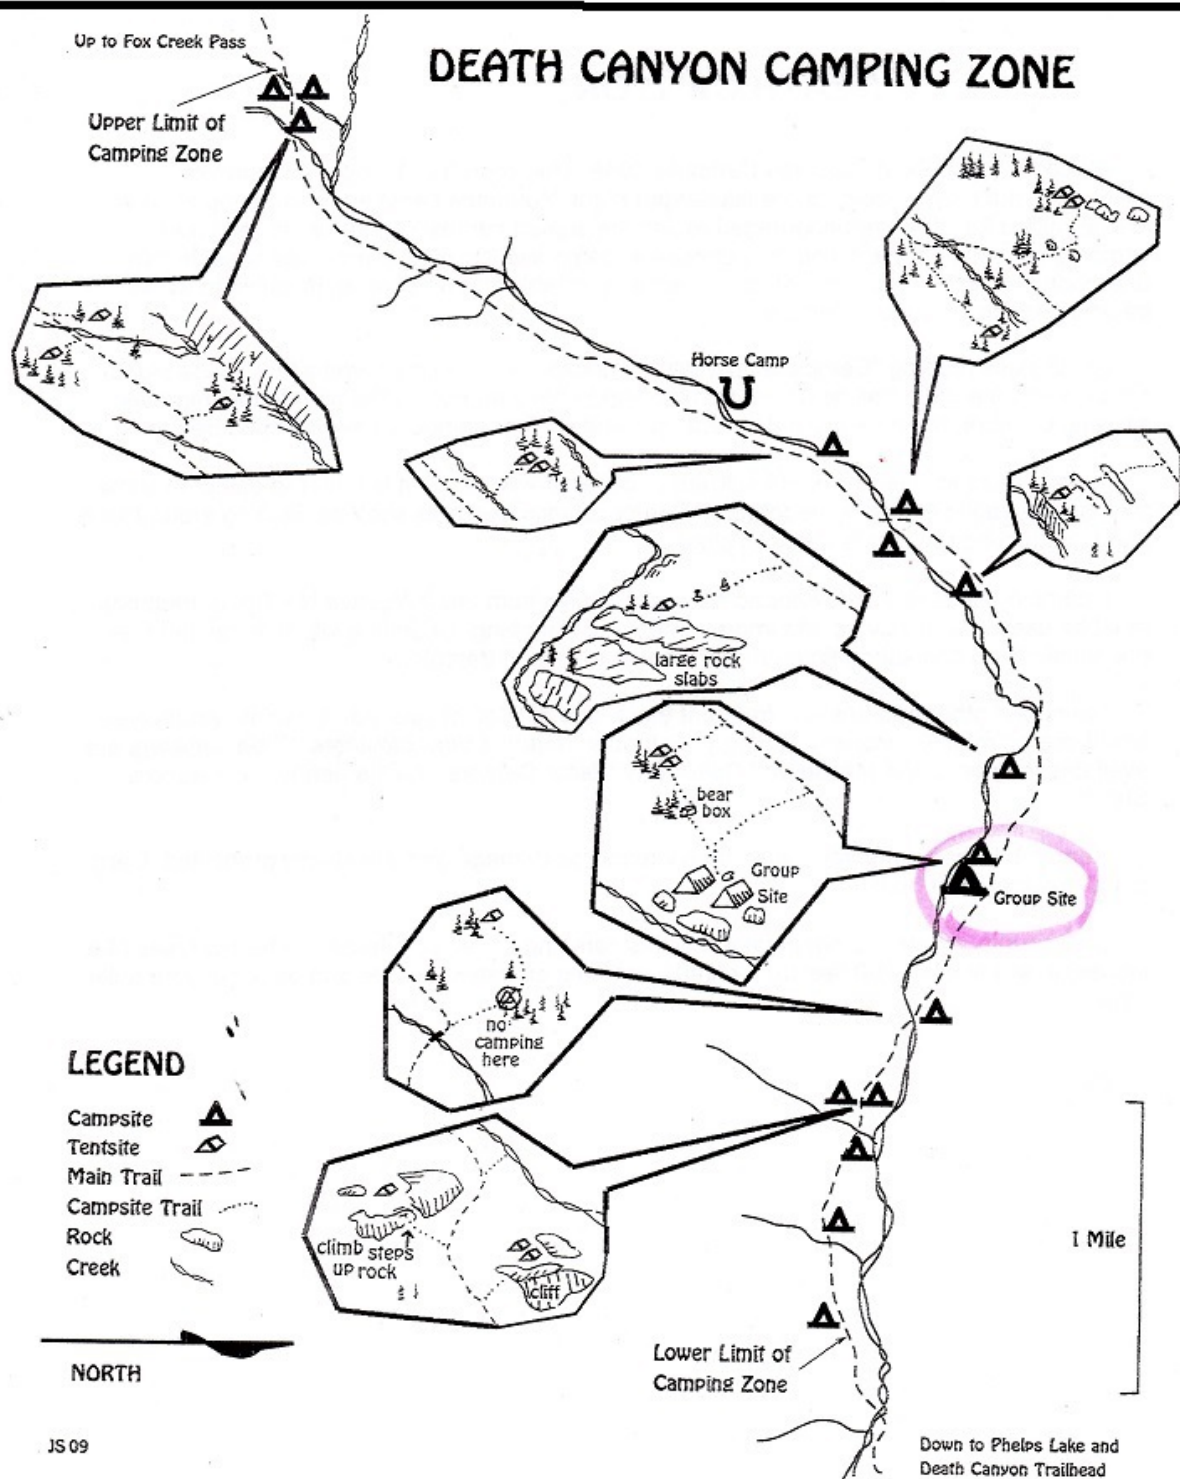 Up to Fox Creek Pass
DEATH CANYON CAMPING ZONE
Upper Limit of
Camping Zone
Horse Camp
large rock
slabs
bear
box
Group
Site
Group Site
no
camping
here
LEGEND
Campsite
Tentsite
Main Trail
Campsite Trail
Rock
Creek
climb steps
up rock
cliff
1 Mile
Lower Limit of
Camping Zone
NORTH
JS 09
Down to Phelps Lake and
Death Canyon Trailhead